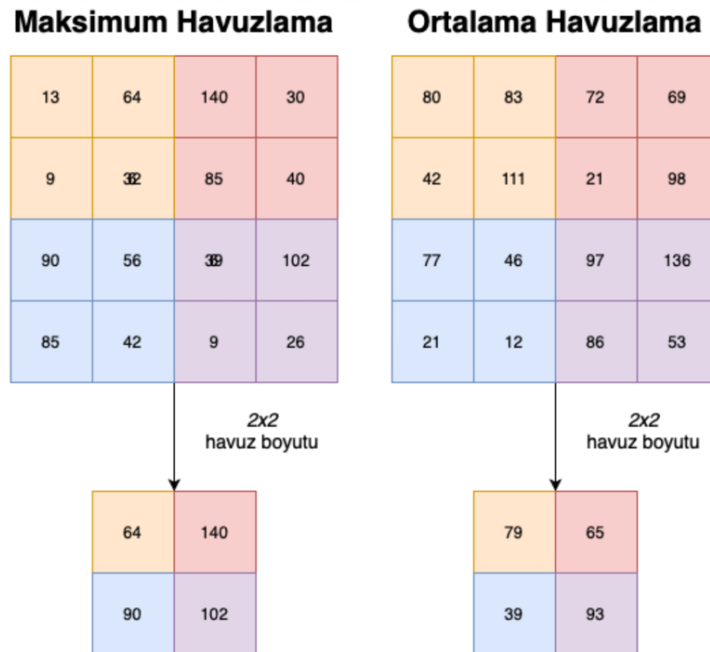 Maksimum Havuzlama
Ortalama Havuzlama
13 64 140 30
80 83 72 69
9 85 40
42 111 21 98
90 56 102
77 46 97 136
85 42 9 26
21 12 86 53
2x2
havuz boyutu
2x2
havuz boyutu
64 140
79 65
90 102
39 93